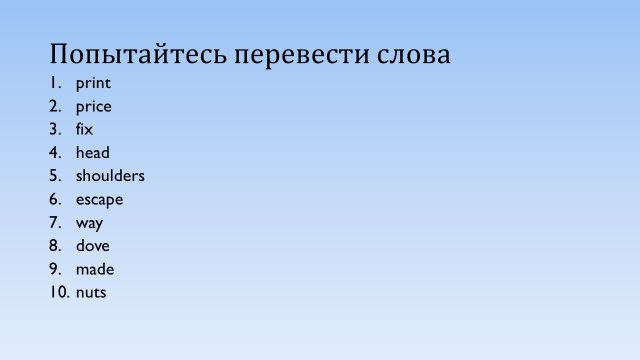 Попытайтесь перевести слова
1. print
2. price
3. fix
4. head
5. shoulders
6. escape
7. way
8. dove
9. made
10. nuts